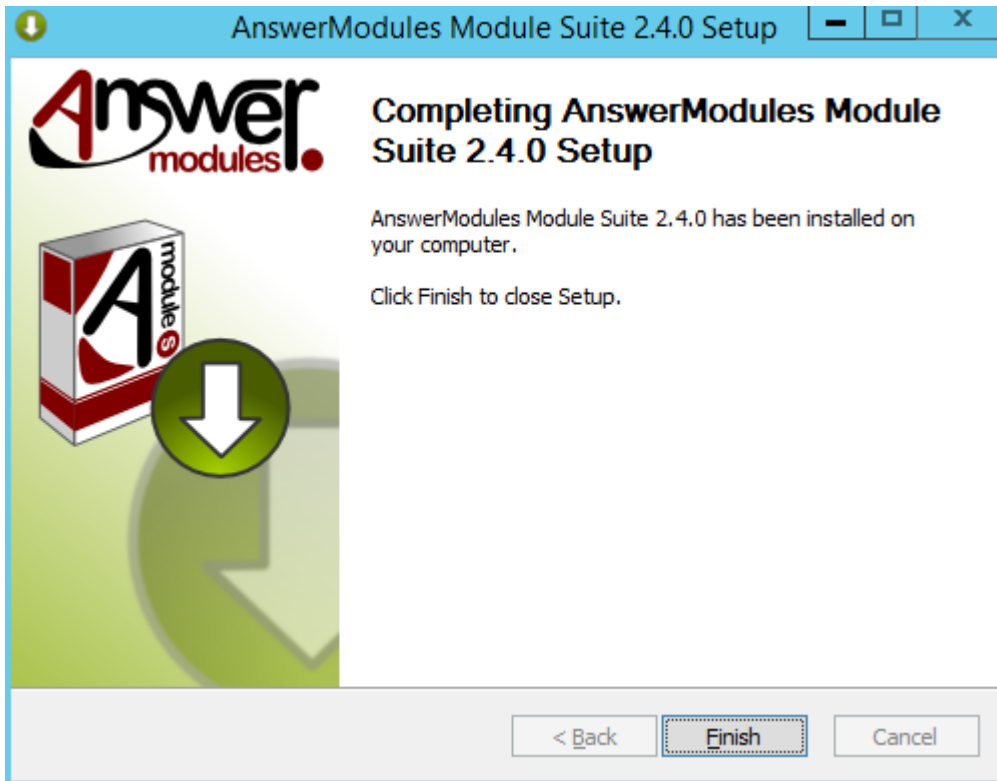 AnswerModules Module Suite 2.4.0 Setup
Answer
modules
Completing AnswerModules Module
Suite 2.4.0 Setup
AnswerModules Module Suite 2.4.0 has been installed on
your computer.
Click Finish to close Setup.
A
module s
< Back
Finish
Cancel